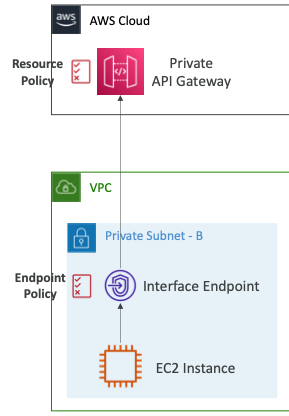 aws
AWS Cloud
Resource
Policy
Private
API Gateway
VPC
Private Subnet - B
Endpoint
Policy
Interface Endpoint
EC2 Instance